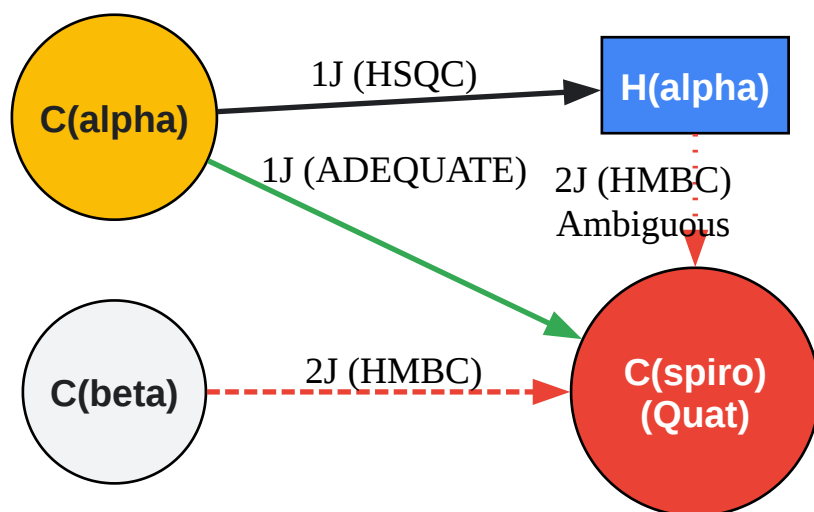 1J (HSQC)
C(alpha)
H(alpha)
1J (ADEQUATE)
2J (HMBC)
Ambiguous
C(beta)
2J (HMBC)
C(spiro)
(Quat)